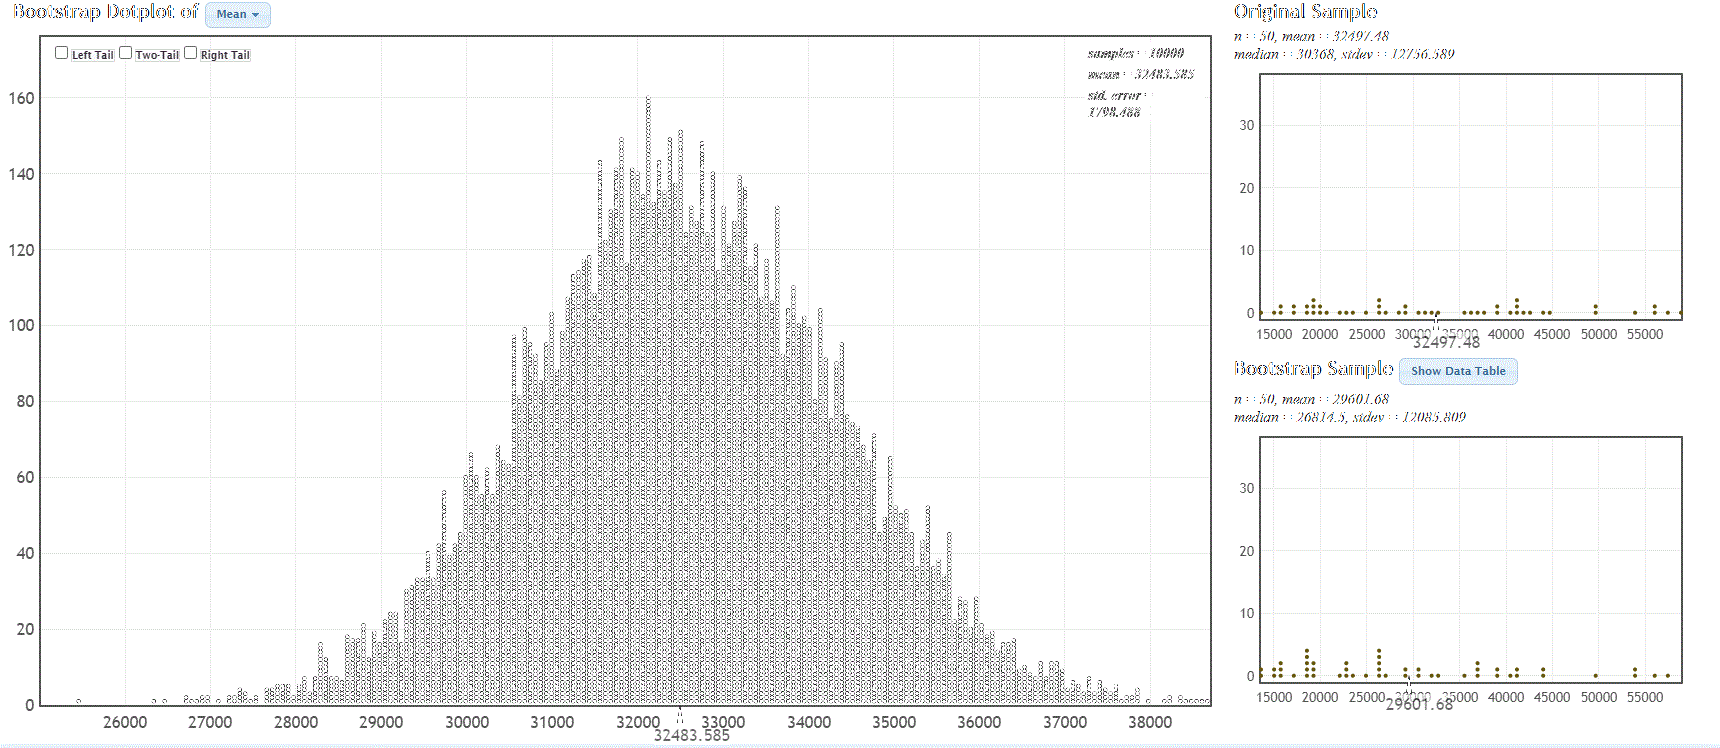 Bootstrap Dotplot of Mean
Left Tail Two-Tail Right Tail
samples = 10000
mean = 32483.585
std. error =
1798.488
160
140
120
100
80
60
40
20
0
26000 27000 28000 29000 30000 31000 32000 33000 34000 35000 36000 37000 38000
32483.585
Original Sample
n = 50, mean = 32497.48
median = 30368, stdev = 12756.589
30
20
10
0
15000 20000 25000 30000 35000 40000 45000 50000 55000
32497.48
Bootstrap Sample Show Data Table
n = 50, mean = 29601.68
median = 26814.5, stdev = 12085.809
30
20
10
0
15000 20000 25000 30000 35000 40000 45000 50000 55000
29601.68